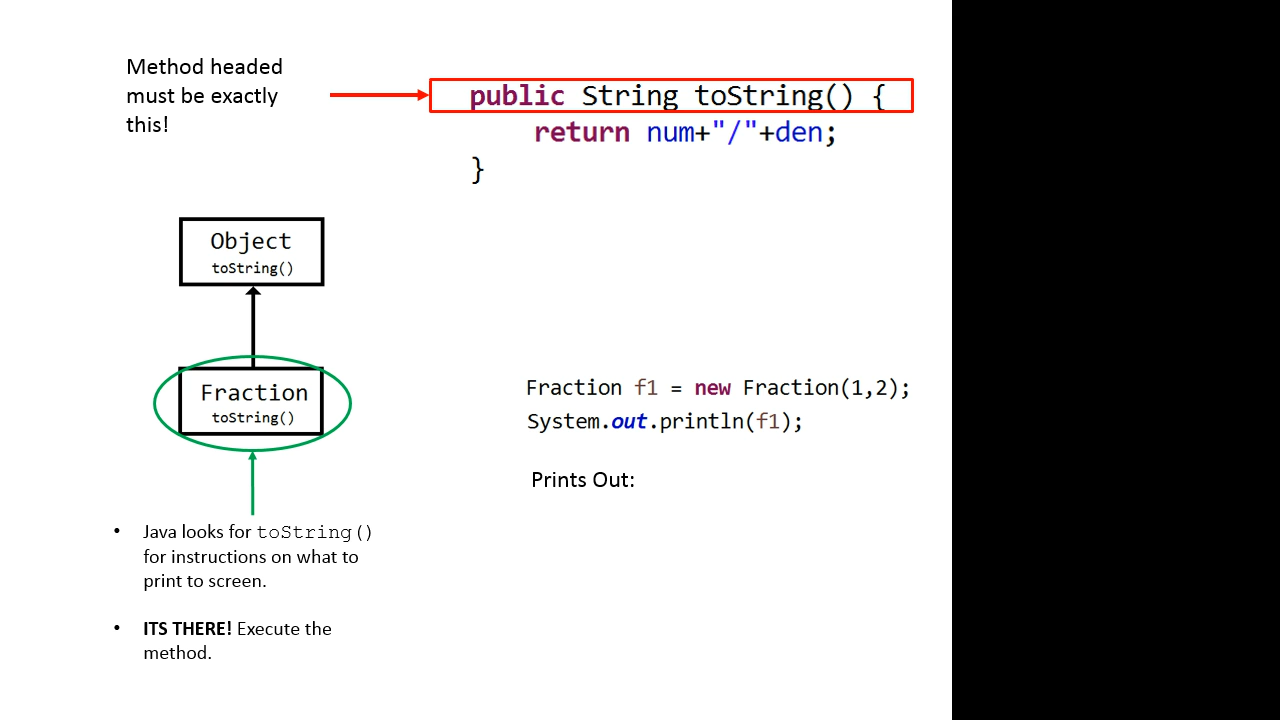 Method headed
must be exactly
this!
public String toString() {
return num+"/"+den;
}
Object
toString()
Fraction
toString()
Fraction f1 = new Fraction(1,2);
System.out.println(f1);
Prints Out:
• Java looks for toString()
for instructions on what to
print to screen.
• ITS THERE! Execute the
method.